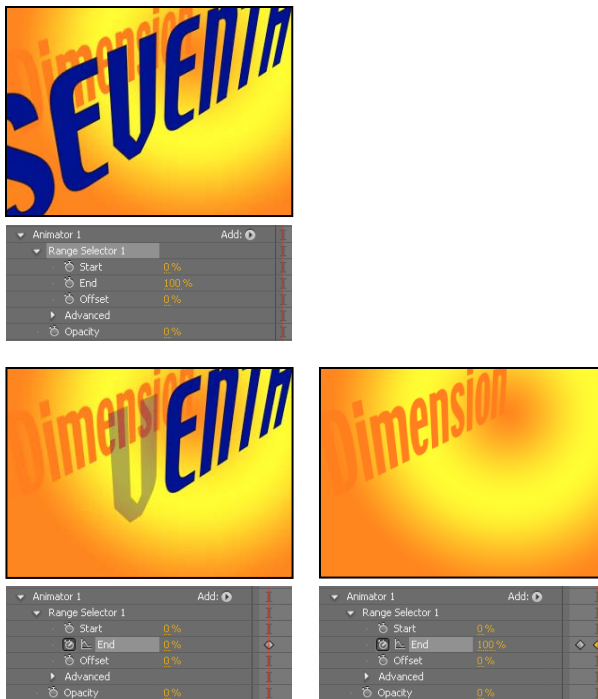 Dimension
SEVENTH
Animator 1 Add:
Range Selector 1
Start 0 %
End 100 %
Offset 0 %
Advanced
Opacity 0 %
Dimension
VENTH
Animator 1 Add:
Range Selector 1
Start 0 %
End 0 %
Offset 0 %
Advanced
Opacity 0 %
Dimension
Animator 1 Add:
Range Selector 1
Start 0 %
End 100 %
Offset 0 %
Advanced
Opacity 0 %